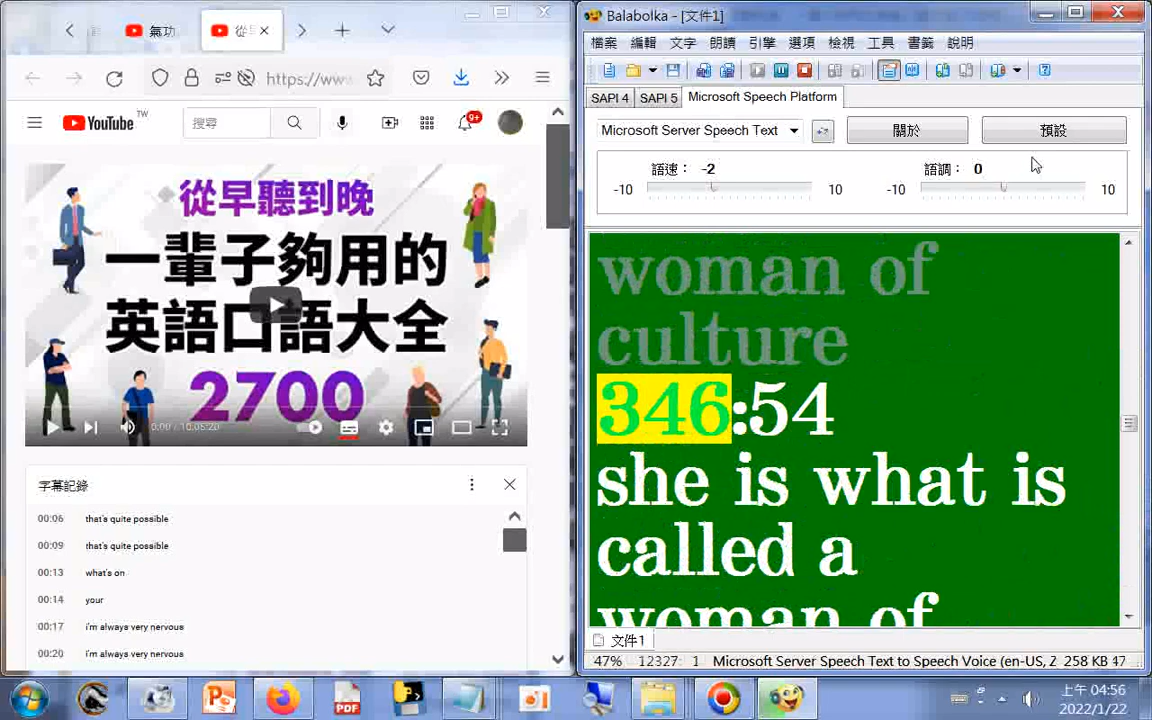 氣功
從
https://www
YouTube TW
搜尋
9+
從早聽到晚
一輩子夠用的
英語口語大全
2700
0:00 / 10:05:20
字幕記錄
00:06 that's quite possible
00:09 that's quite possible
00:13 what's on
00:14 your
00:17 i'm always very nervous
00:20 i'm always very nervous
Balabolka - [文件1]
檔案 編輯 文字 朗讀 引擎 選項 檢視 工具 書籤 說明
SAPI 4 SAPI 5 Microsoft Speech Platform
Microsoft Server Speech Text 關於 預設
語速： -2 語調： 0
-10 10 -10 10
woman of
culture
346:54
she is what is
called a
woman of
文件1
47% 12327: 1 Microsoft Server Speech Text to Speech Voice (en-US, Z 258 KB 47
PDF
上午 04:56
2022/1/22